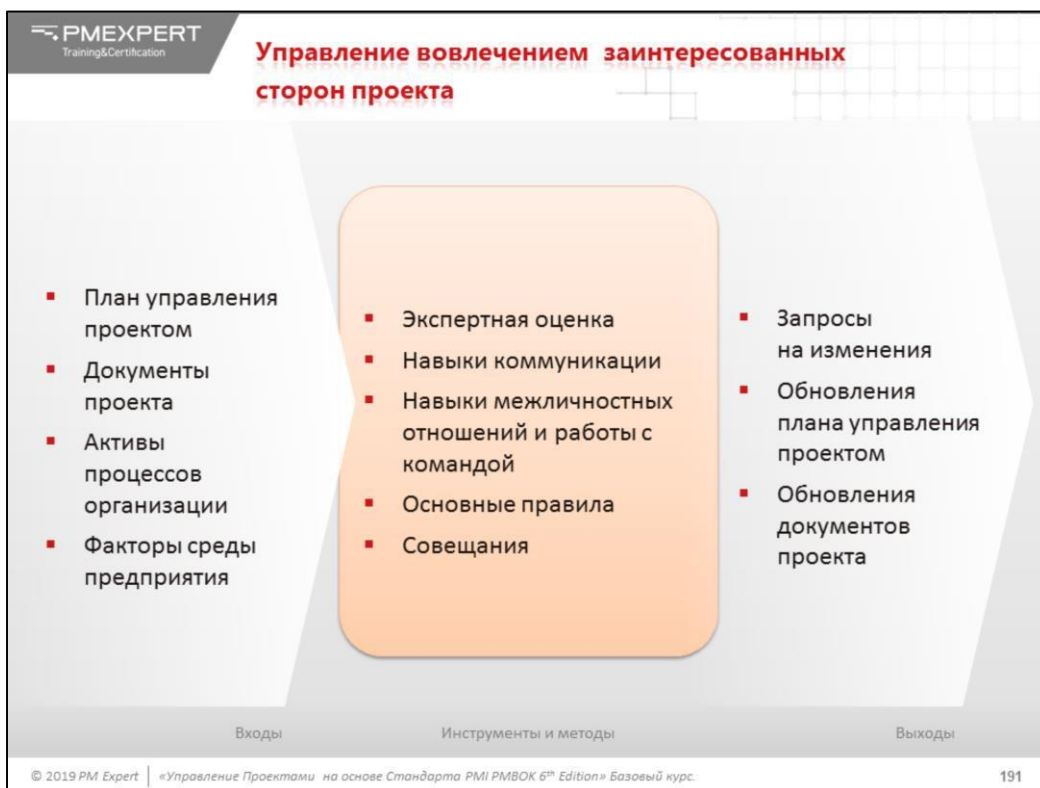 PMEXPERT
Training&Certification
Управление вовлечением заинтересованных
сторон проекта
▪ План управления
проектом
▪ Документы
проекта
▪ Активы
процессов
организации
▪ Факторы среды
предприятия
▪ Экспертная оценка
▪ Навыки коммуникации
▪ Навыки межличностных
отношений и работы с
командой
▪ Основные правила
▪ Совещания
▪ Запросы
на изменения
▪ Обновления
плана управления
проектом
▪ Обновления
документов
проекта
Входы
Инструменты и методы
Выходы
© 2019 PM Expert | «Управление Проектами на основе Стандарта PMI PMBOK 6th Edition» Базовый курс.
191